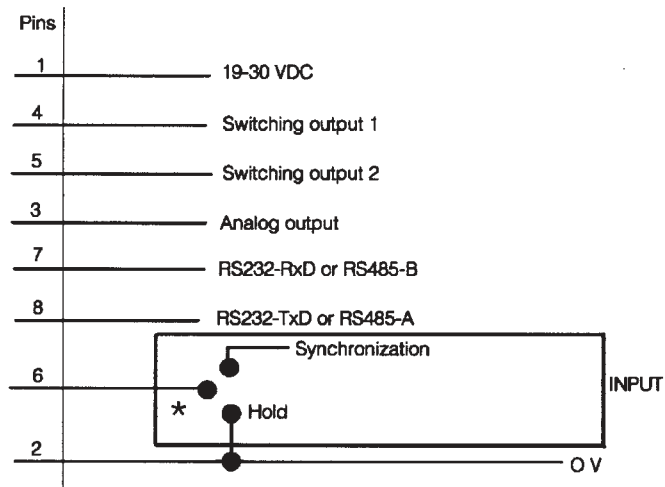 Pins
1 19-30 VDC
4 Switching output 1
5 Switching output 2
3 Analog output
7 RS232-RxD or RS485-B
8 RS232-TxD or RS485-A
Synchronization
6 INPUT
* Hold
2 O V